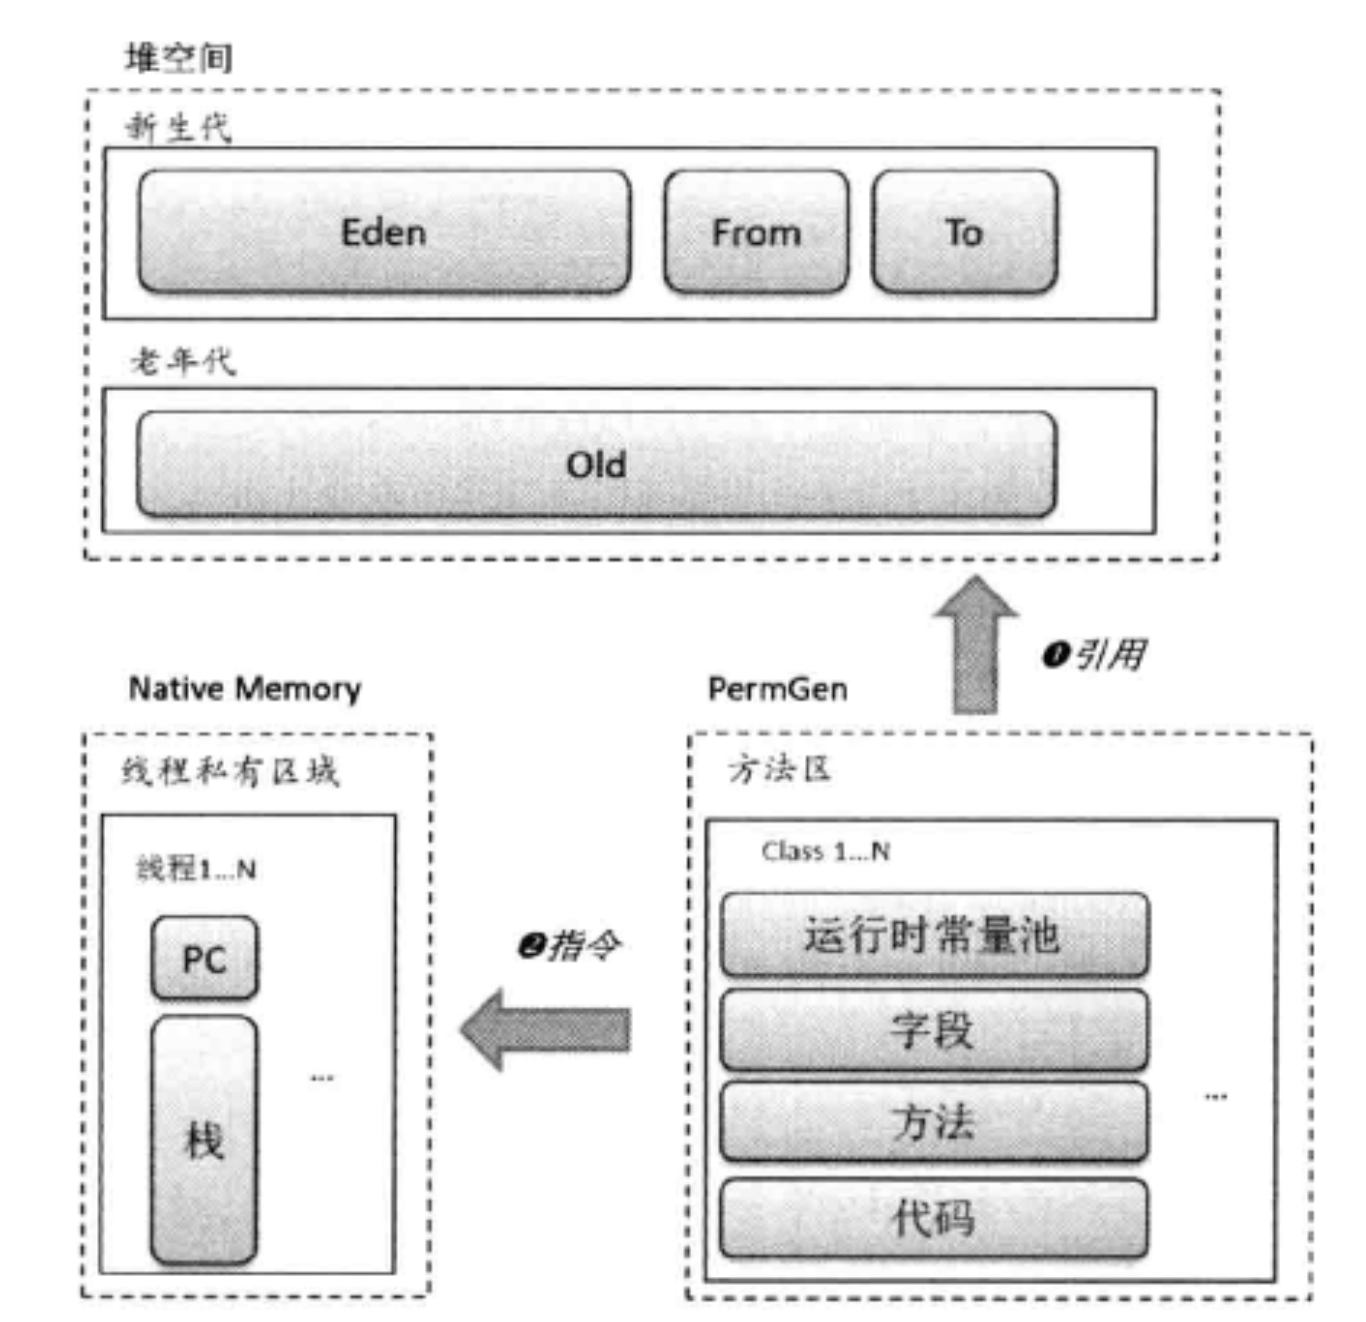 堆空间
新生代
Eden
From
To
老年代
Old
❶引用
Native Memory
PermGen
线程私有区域
方法区
线程1...N
Class 1...N
PC
栈
...
❷指令
运行时常量池
字段
方法
代码
...